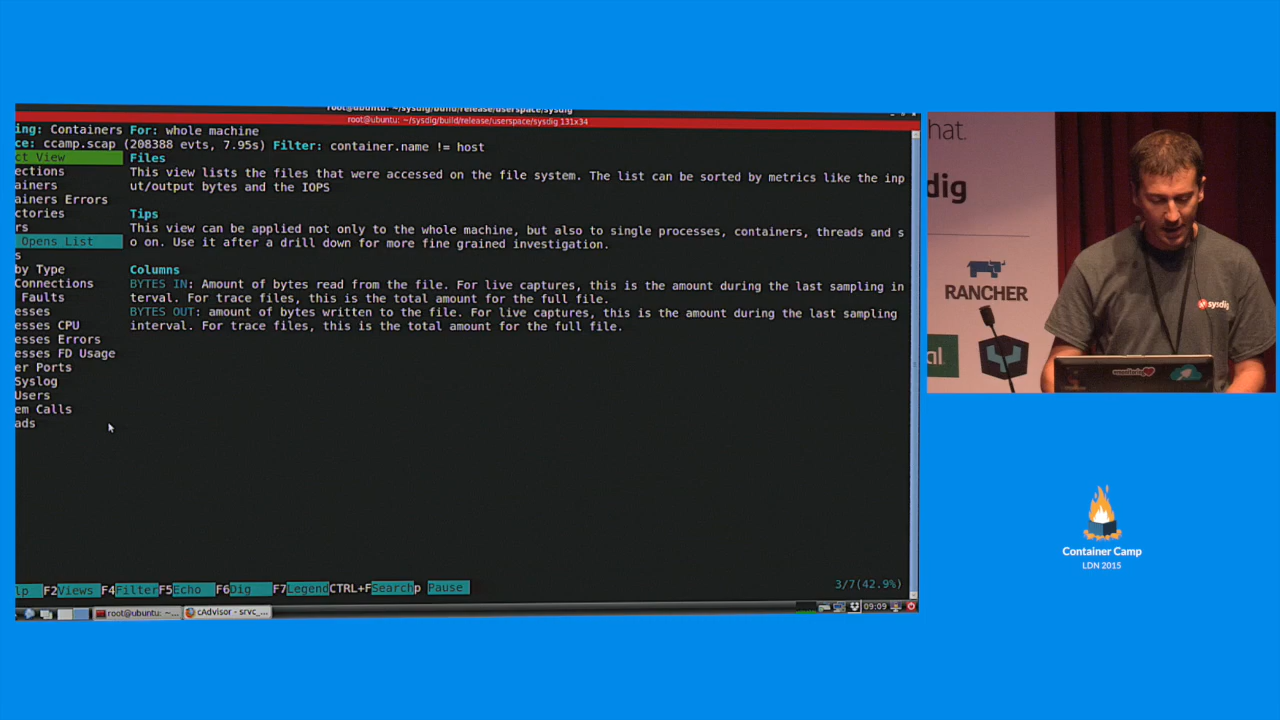 root@ubuntu: ~/sysdig/build/release/userspace/sysdig
root@ubuntu: ~/sysdig/build/release/userspace/sysdig 131x34
ing: Containers For: whole machine
ce: ccamp.scap (208388 evts, 7.95s) Filter: container.name != host
ct View
ections
ainers
ainers Errors
ctories
rs
Opens List
s
by Type
Connections
Faults
esses
esses CPU
esses Errors
esses FD Usage
er Ports
Syslog
Users
em Calls
ads
Files
This view lists the files that were accessed on the file system. The list can be sorted by metrics like the inp
ut/output bytes and the IOPS
Tips
This view can be applied not only to the whole machine, but also to single processes, containers, threads and s
o on. Use it after a drill down for more fine grained investigation.
Columns
BYTES IN: Amount of bytes read from the file. For live captures, this is the amount during the last sampling in
terval. For trace files, this is the total amount for the full file.
BYTES OUT: amount of bytes written to the file. For live captures, this is the amount during the last sampling
interval. For trace files, this is the total amount for the full file.
lp F2Views F4FilterF5Echo F6Dig F7LegendCTRL+FSearchp Pause
3/7(42.9%)
root@ubuntu: ~... cAdvisor - srvc_... 09:09
hat.
dig
RANCHER
al
sysdig
Container Camp
LDN 2015